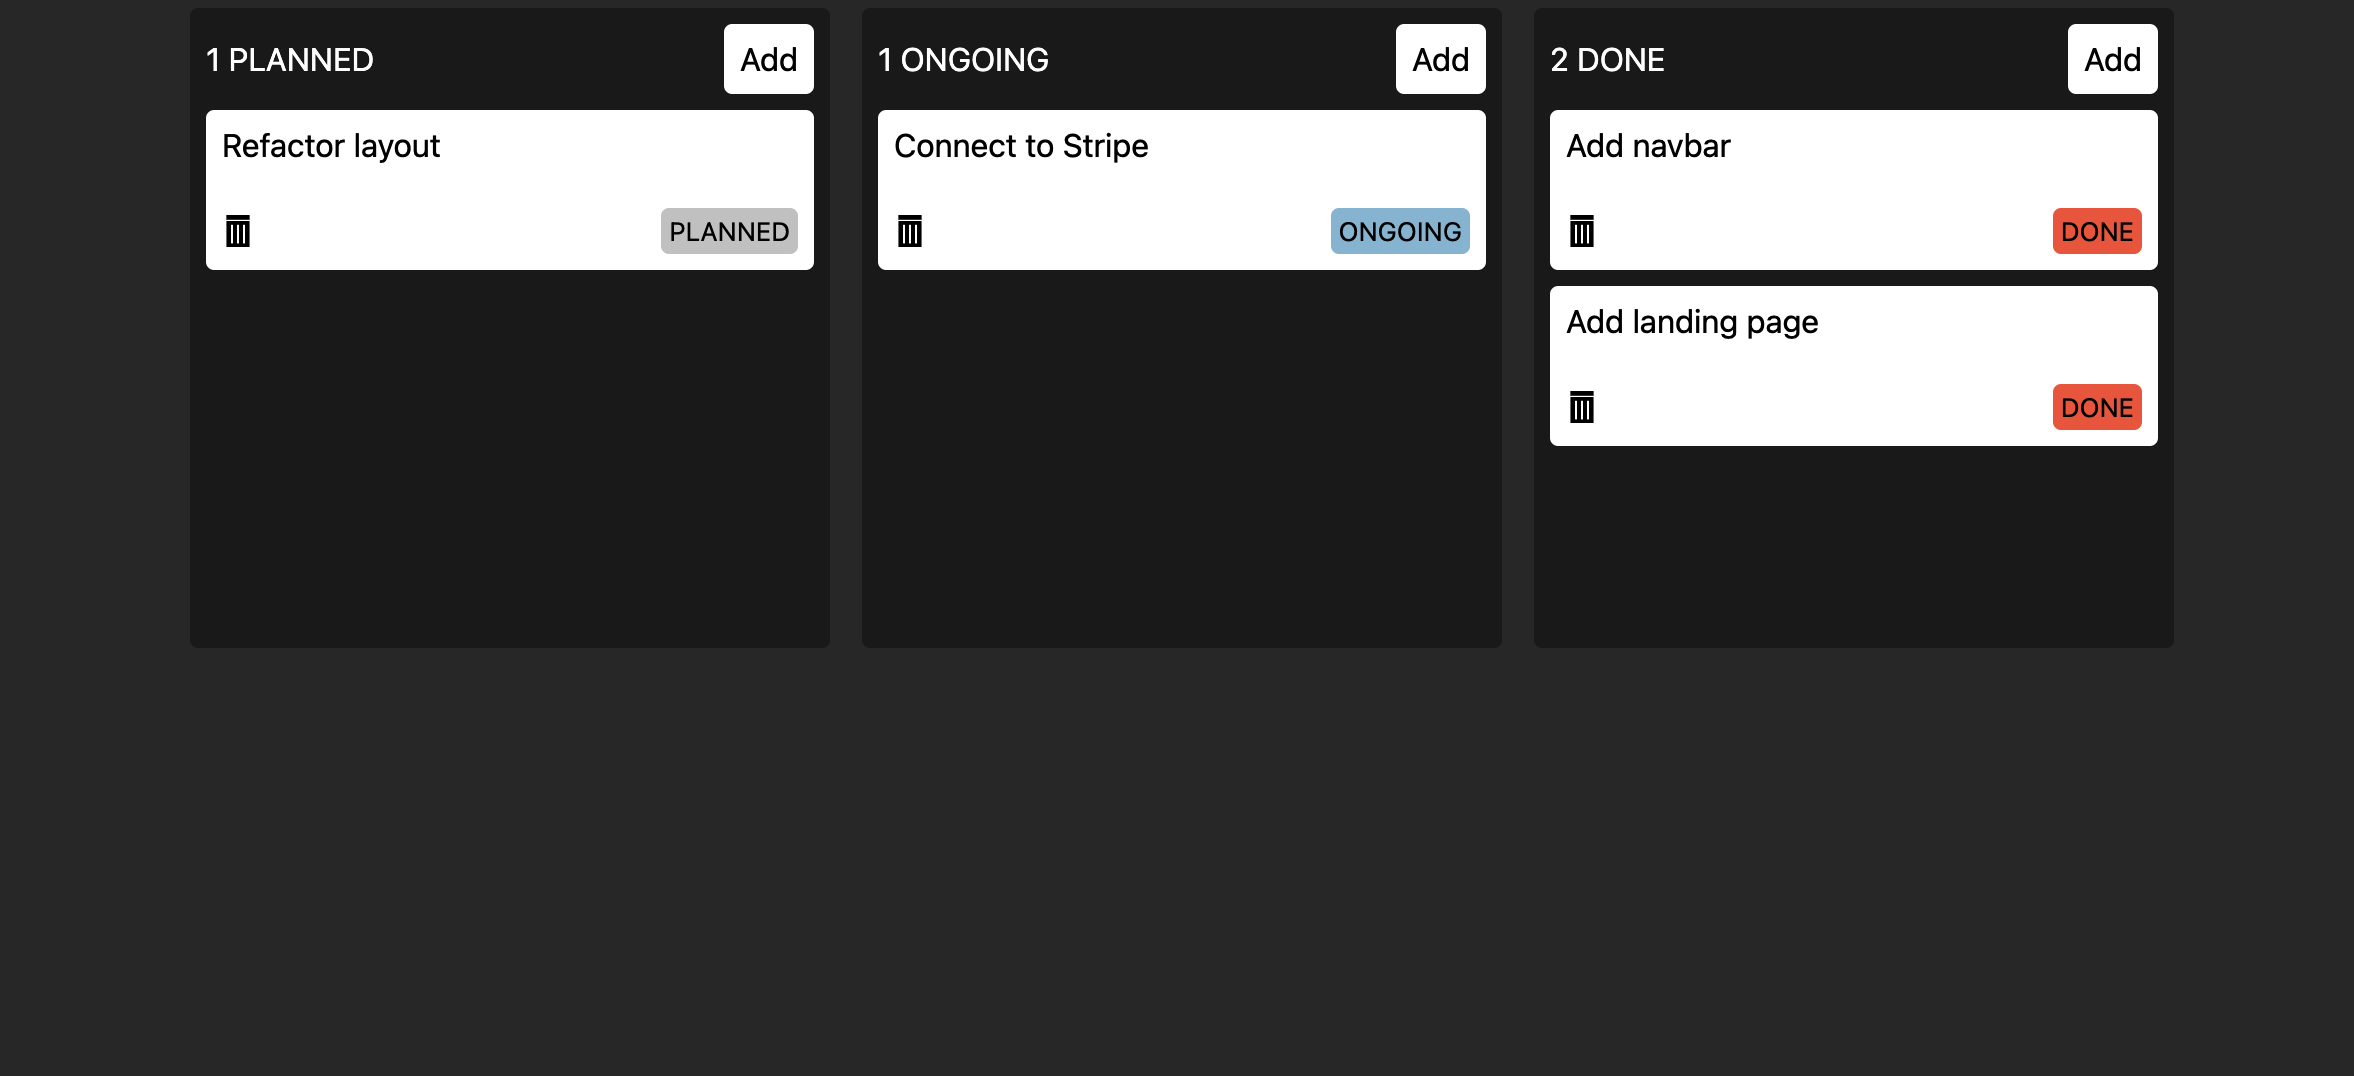 1 PLANNED
Add
Refactor layout
PLANNED
1 ONGOING
Add
Connect to Stripe
ONGOING
2 DONE
Add
Add navbar
DONE
Add landing page
DONE